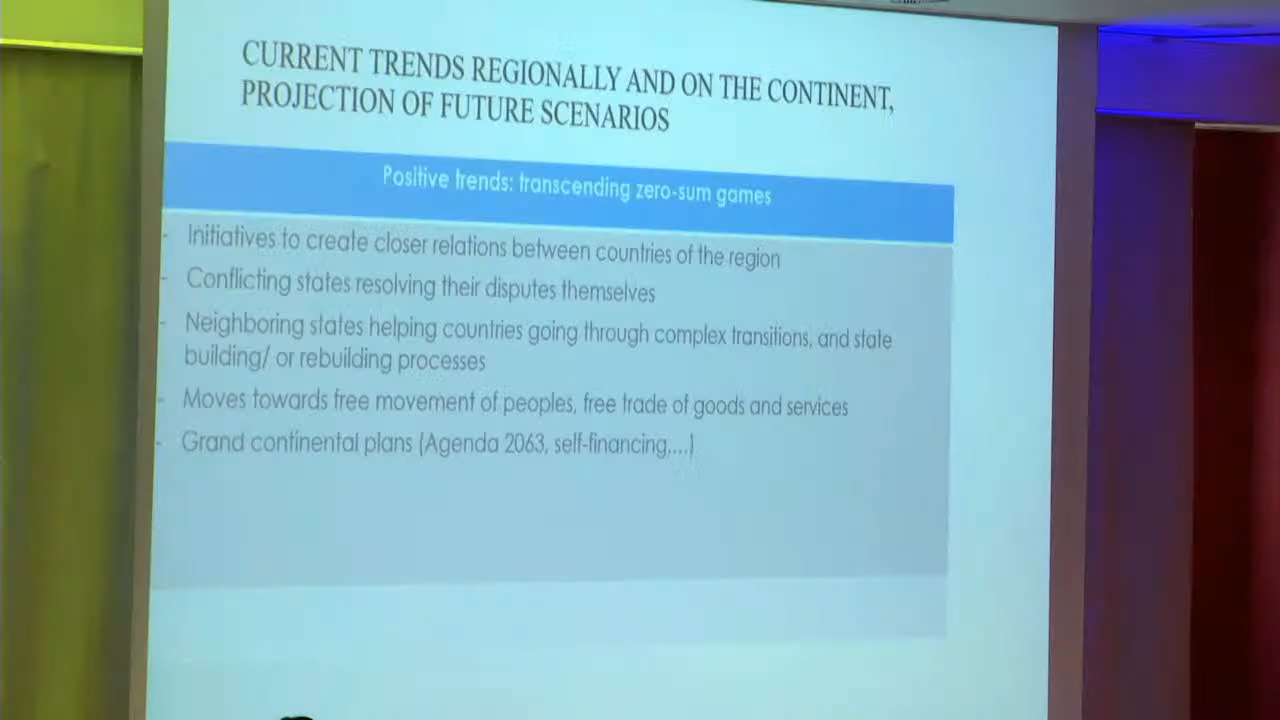 CURRENT TRENDS REGIONALLY AND ON THE CONTINENT,
PROJECTION OF FUTURE SCENARIOS
Positive trends: transcending zero-sum games
- Initiatives to create closer relations between countries of the region
- Conflicting states resolving their disputes themselves
- Neighboring states helping countries going through complex transitions, and state
building/ or rebuilding processes
- Moves towards free movement of peoples, free trade of goods and services
- Grand continental plans (Agenda 2063, self-financing,...)